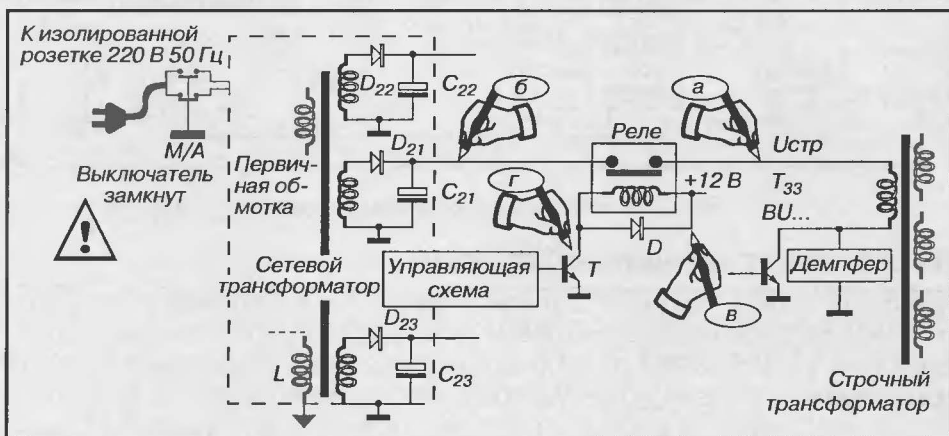 К изолированной
розетке 220 В 50 Гц
М/А
Выключатель
замкнут
Первич-
ная об-
мотка
Сетевой
трансформатор
L
D22
C22
D21
C21
D23
C23
б
а
Реле
Uстр
+12 В
T33
BU...
г
D
T
Управляющая
схема
в
Демпфер
Строчный
трансформатор